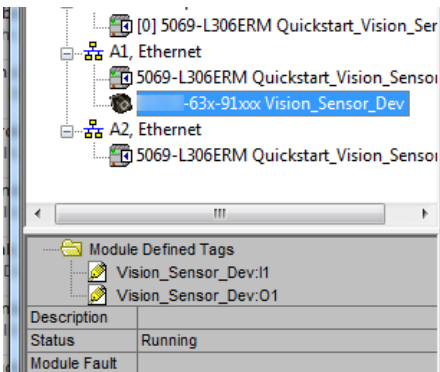 [0] 5069-L306ERM Quickstart_Vision_Ser
A1, Ethernet
5069-L306ERM Quickstart_Vision_Sensor
-63x-91xxx Vision_Sensor_Dev
A2, Ethernet
5069-L306ERM Quickstart_Vision_Sensor
Module Defined Tags
Vision_Sensor_Dev:I1
Vision_Sensor_Dev:O1
Description
Status Running
Module Fault